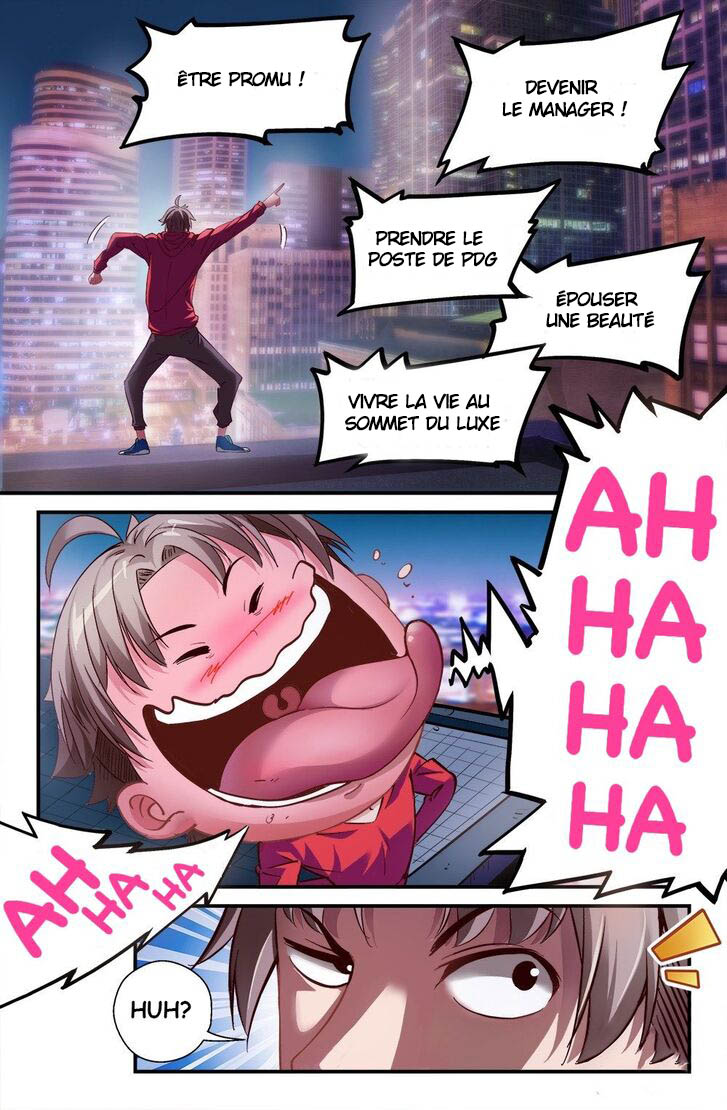 ÊTRE PROMU !
DEVENIR
LE MANAGER !
PRENDRE LE
POSTE DE PDG
ÉPOUSER
UNE BEAUTÉ
VIVRE LA VIE AU
SOMMET DU LUXE
AH
HA
HA
HA
AH
HA
HA
HUH?